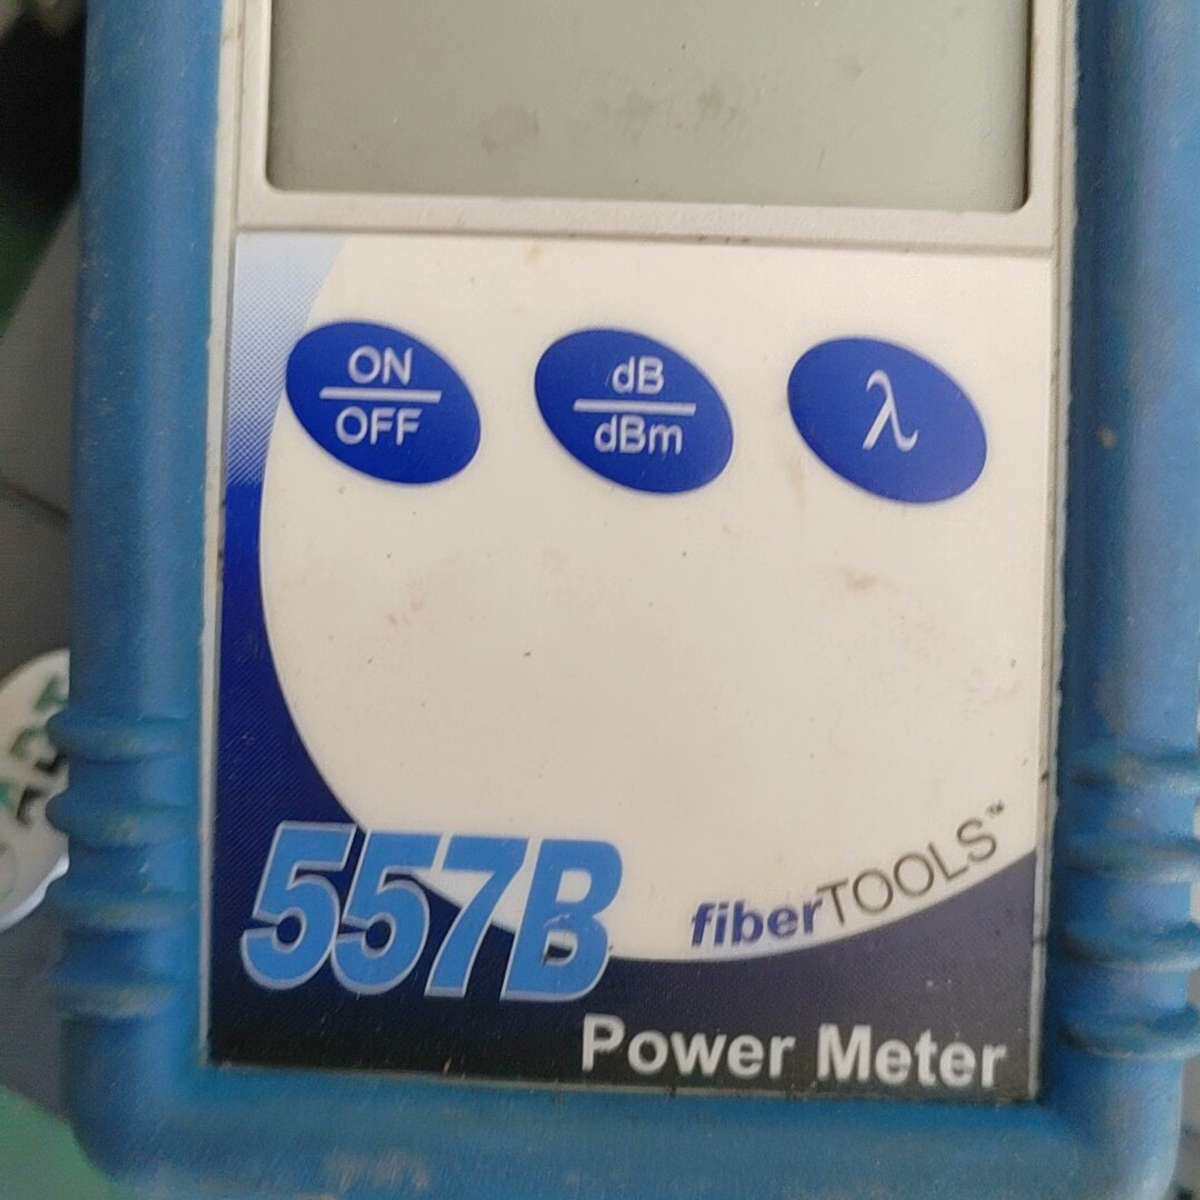 ON
OFF
dB
dBm
λ
557B
fiberTOOLS™
Power Meter